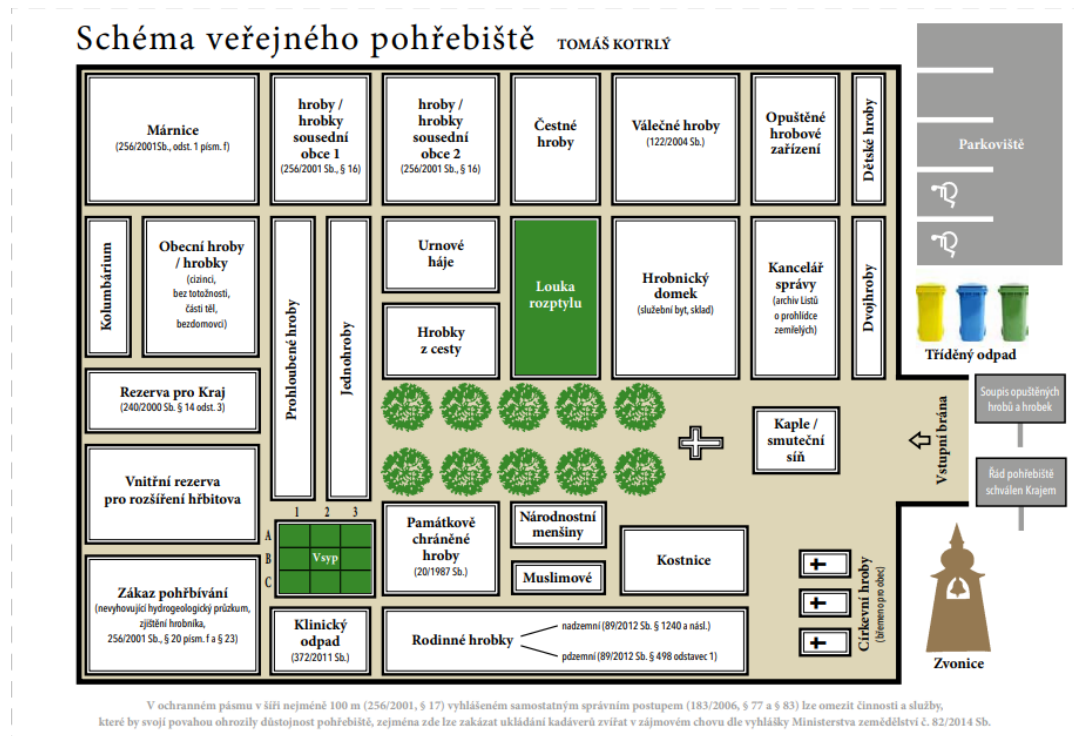 Schéma veřejného pohřebiště TOMÁŠ KOTRLÝ
Márnice
(256/2001Sb., odst. 1 písm. f)
hroby /
hrobky
sousední
obce 1
(256/2001 Sb., § 16)
hroby /
hrobky
sousední
obce 2
(256/2001 Sb., § 16)
Čestné
hroby
Válečné hroby
(122/2004 Sb.)
Opuštěné
hrobové
zařízení
Dětské hroby
Parkoviště
Kolumbárium
Obecní hroby
/ hrobky
(cizinci,
bez totožnosti,
části těl,
bezdomovci)
Prohloubené hroby
Jednohroby
Urnové
háje
Hrobky
z cesty
Louka
rozptylu
Hrobnický
domek
(služební byt, sklad)
Kancelář
správy
(archiv Listů
o prohlídce
zemřelých)
Dvojhroby
Tříděný odpad
Rezerva pro Kraj
(240/2000 Sb. § 14 odst. 3)
Vnitřní rezerva
pro rozšíření hřbitova
Kaple /
smuteční
síň
Vstupní brána
Soupis opuštěných
hrobů a hrobek
Řád pohřebiště
schválen Krajem
1 2 3
A
B
C
Vsyp
Památkově
chráněné
hroby
(20/1987 Sb.)
Národnostní
menšiny
Muslimové
Kostnice
Církevní hroby
(břemeno pro obec)
Zvonice
Zákaz pohřbívání
(nevyhovující hydrogeologický průzkum,
zjištění hrobníka,
256/2001 Sb., § 20 písm. f a § 23)
Klinický
odpad
(372/2011 Sb.)
Rodinné hrobky
nadzemní (89/2012 Sb. § 1240 a násl.)
pdzemní (89/2012 Sb. § 498 odstavec 1)
V ochranném pásmu v šíři nejméně 100 m (256/2001, § 17) vyhlášeném samostatným správním postupem (183/2006, § 77 a § 83) lze omezit činnosti a služby,
které by svojí povahou ohrozily důstojnost pohřebiště, zejména zde lze zakázat ukládání kadáverů zvířat v zájmovém chovu dle vyhlášky Ministerstva zemědělství č. 82/2014 Sb.